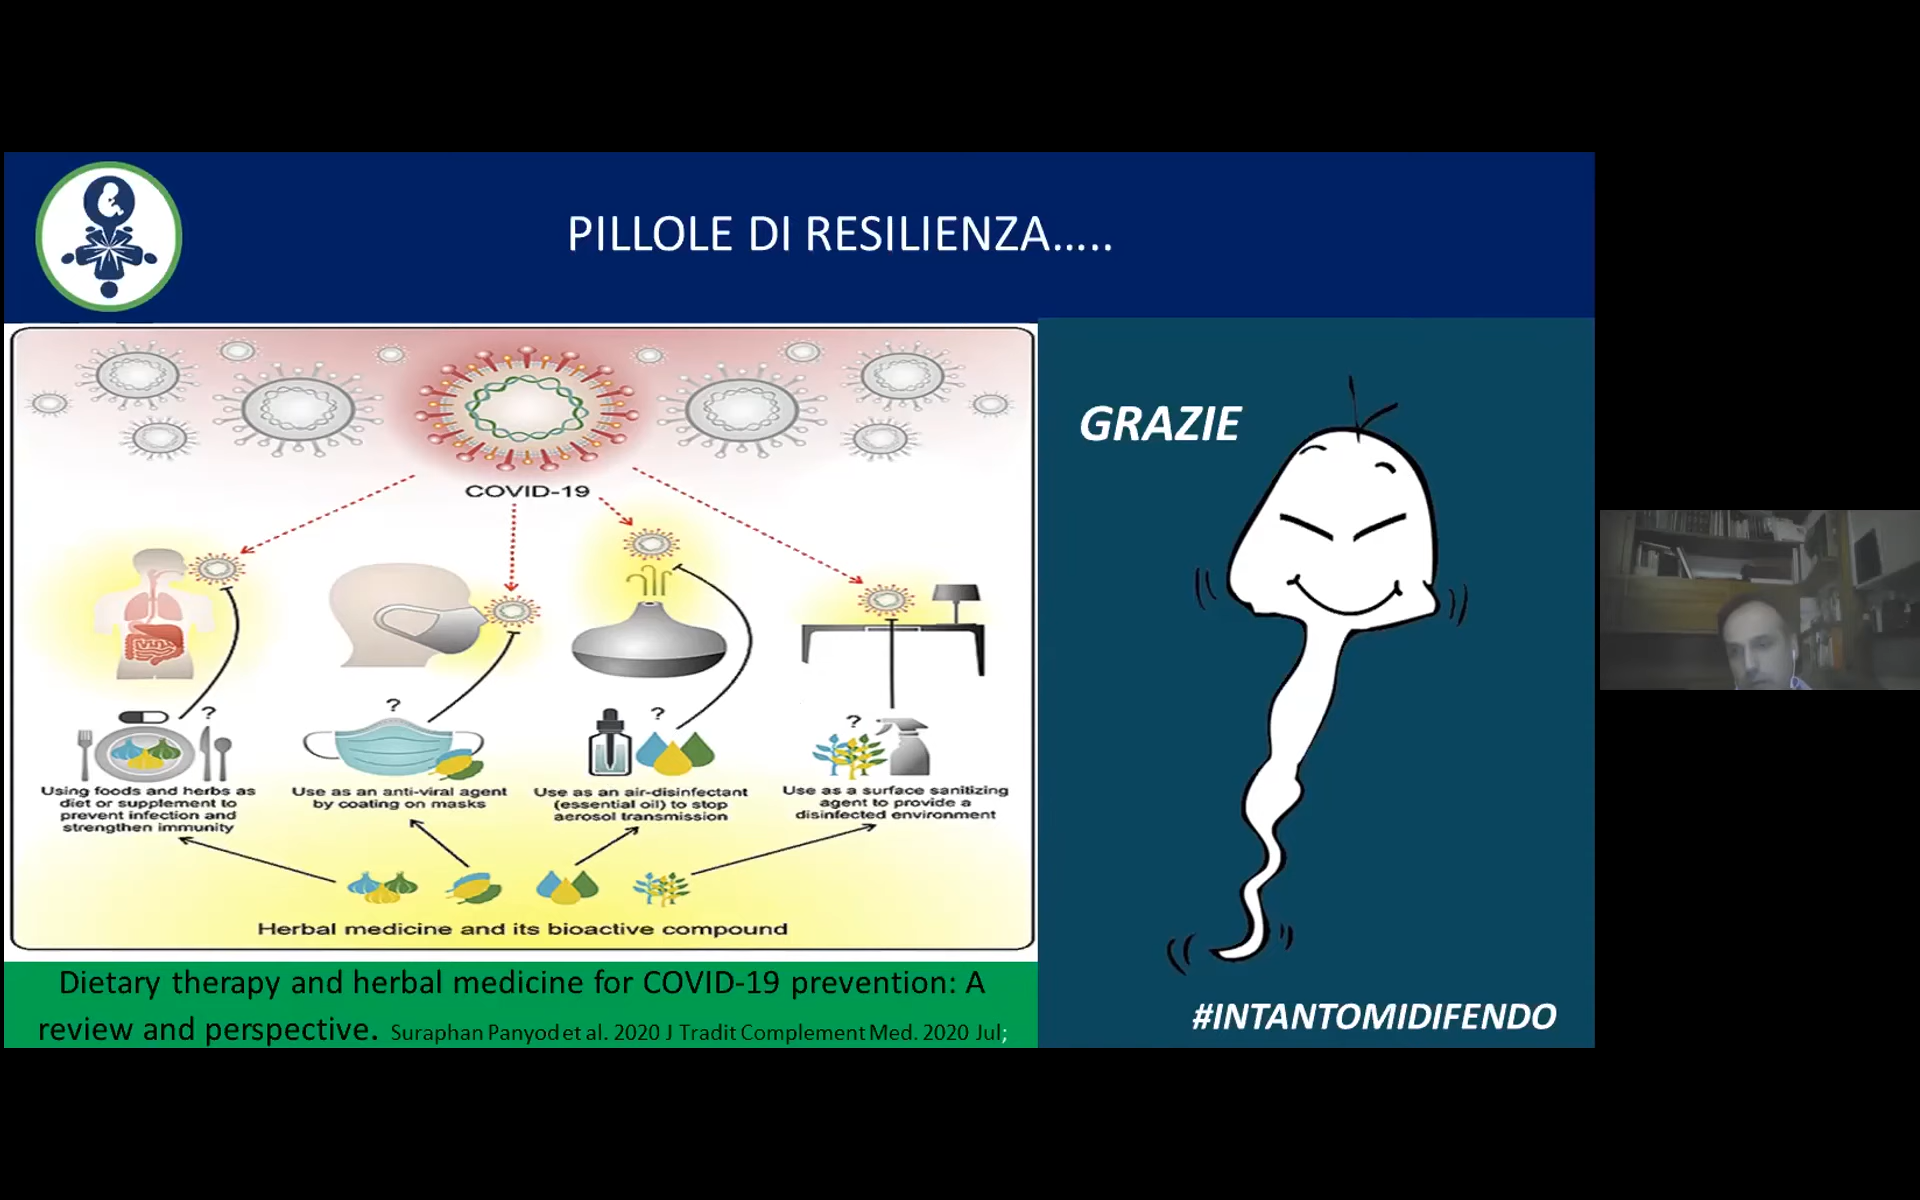 PILLOLE DI RESILIENZA.....
COVID-19
?
?
?
?
Using foods and herbs as
diet or supplement to
prevent infection and
strengthen immunity
Use as an anti-viral agent
by coating on masks
Use as an air-disinfectant
(essential oil) to stop
aerosol transmission
Use as a surface sanitizing
agent to provide a
disinfected environment
Herbal medicine and its bioactive compound
Dietary therapy and herbal medicine for COVID-19 prevention: A
review and perspective. Suraphan Panyod et al. 2020 J Tradit Complement Med. 2020 Jul;
GRAZIE
#INTANTOMIDIFENDO